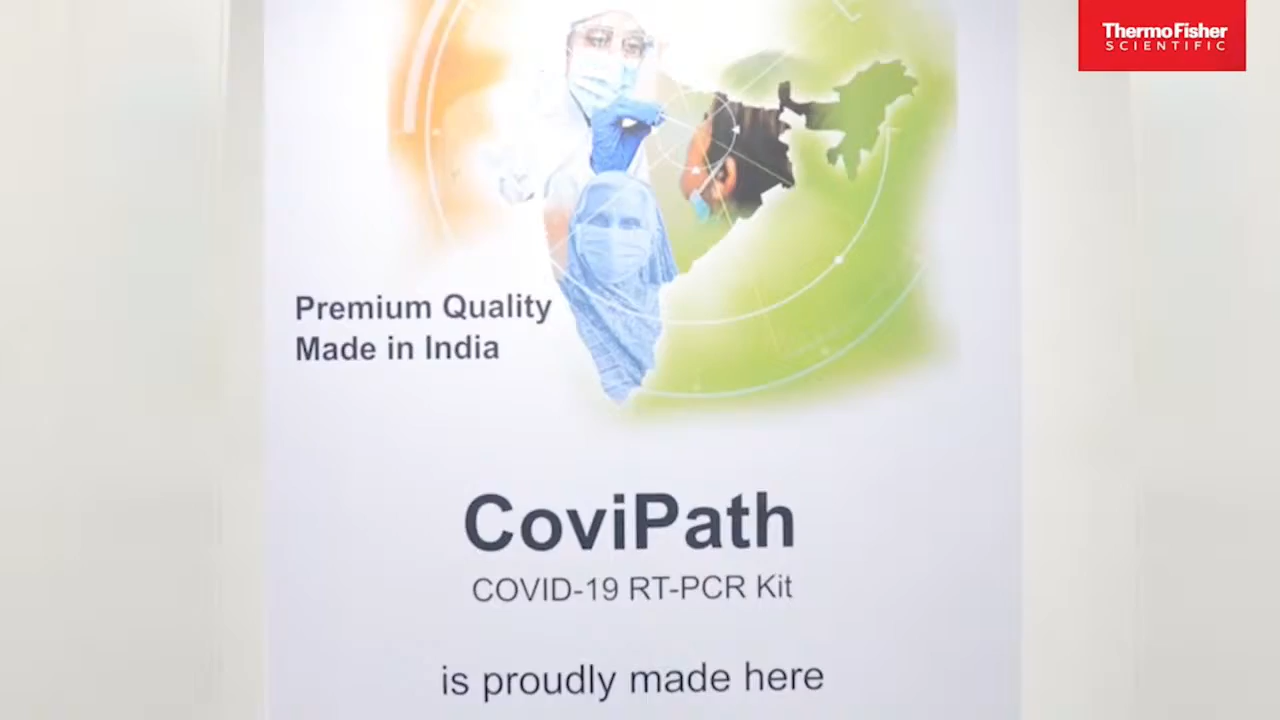 ThermoFisher
SCIENTIFIC
Premium Quality
Made in India
CoviPath
COVID-19 RT-PCR Kit
is proudly made here